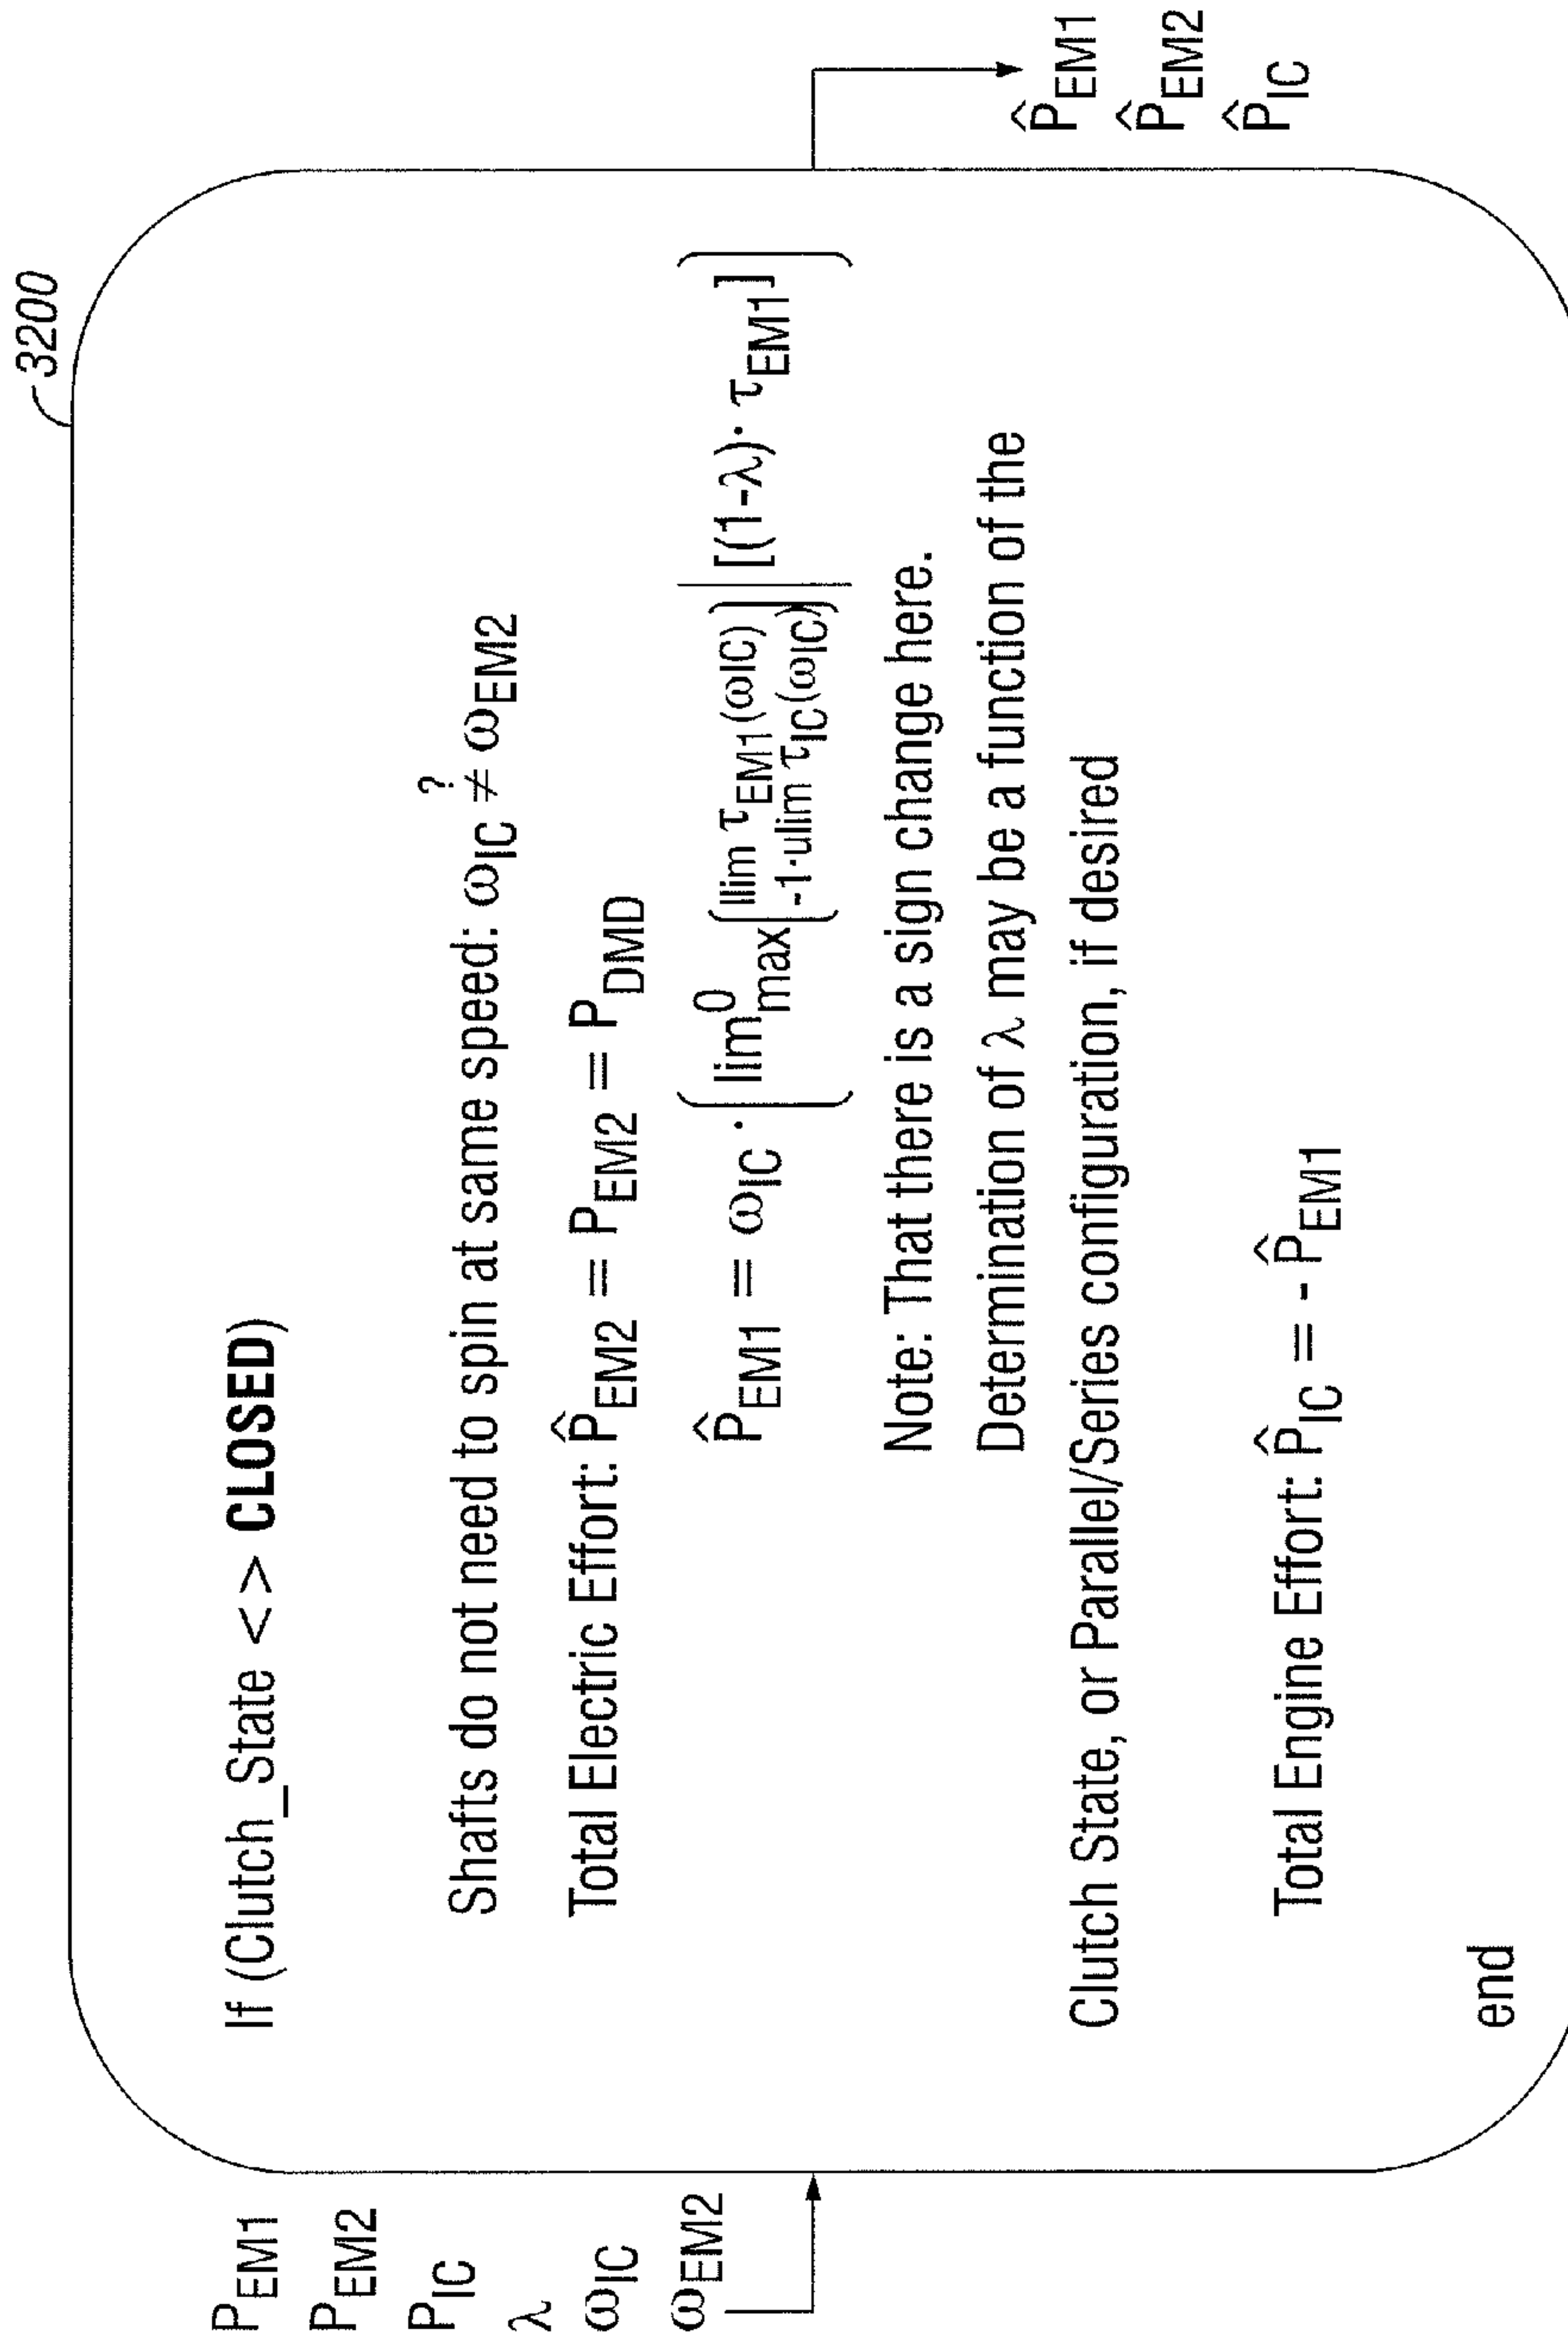 3200
P_EM1
P_EM2
P_IC
λ
ω_IC
ω_EM2
If (Clutch_State <> CLOSED)
Shafts do not need to spin at same speed: ω_IC ≠? ω_EM2
Total Electric Effort: P̂_EM2 = P_EM2 = P_DMD
P̂_EM1 = ω_IC · ( lim^0_max( llim τ_EM1(ω_IC) / -1·ulim τ_IC(ω_IC) ) | [(1-λ)· τ_EM1] )
Note: That there is a sign change here.
Determination of λ may be a function of the
Clutch State, or Parallel/Series configuration, if desired
Total Engine Effort: P̂_IC = -P̂_EM1
end
P̂_EM1
P̂_EM2
P̂_IC